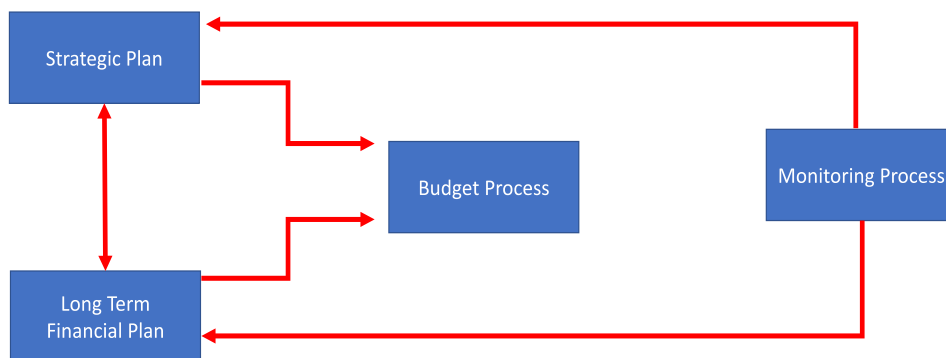 Strategic Plan
Budget Process
Monitoring Process
Long Term
Financial Plan